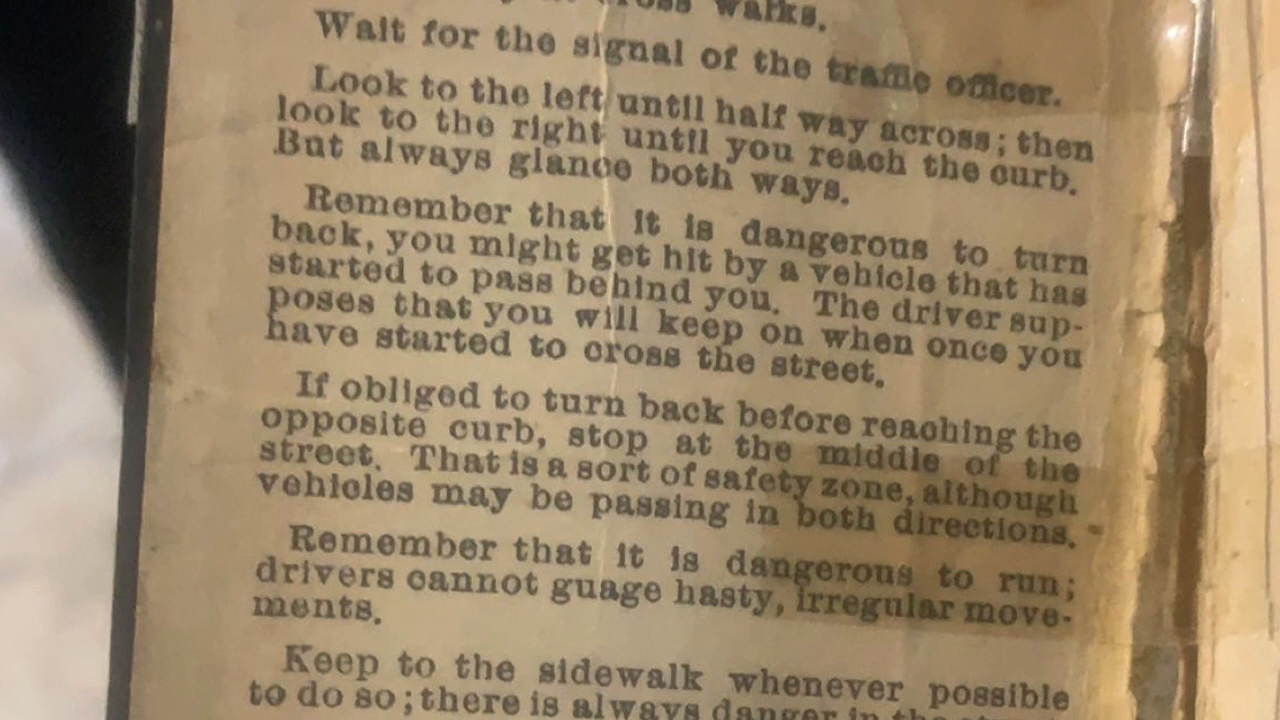 cross walks.
Wait for the signal of the traffic officer.
Look to the left until half way across; then
look to the right until you reach the curb.
But always glance both ways.
Remember that it is dangerous to turn
back, you might get hit by a vehicle that has
started to pass behind you. The driver sup-
poses that you will keep on when once you
have started to cross the street.
If obliged to turn back before reaching the
opposite curb, stop at the middle of the
street. That is a sort of safety zone, although
vehicles may be passing in both directions.
Remember that it is dangerous to run;
drivers cannot guage hasty, irregular move-
ments.
Keep to the sidewalk whenever possible
to do so; there is always danger in the